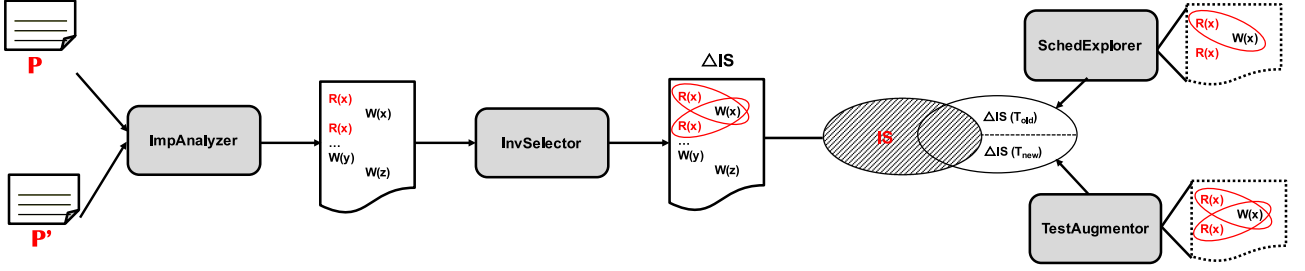 P
P'
ImpAnalyzer
R(x)
W(x)
R(x)
...
W(y)
W(z)
InvSelector
△IS
R(x)
W(x)
R(x)
...
W(y)
W(z)
IS
△IS (Told)
△IS (Tnew)
SchedExplorer
R(x)
W(x)
R(x)
TestAugmentor
R(x)
W(x)
R(x)